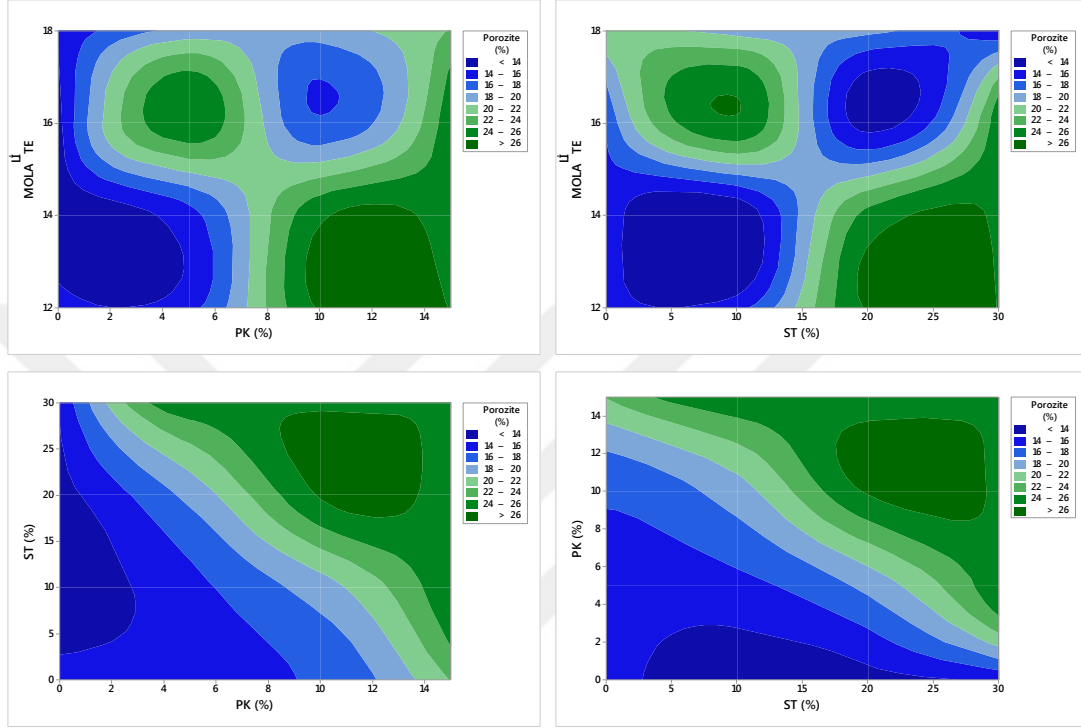 18
16
14
12
MOLALİTE
0
2
4
6
8
10
12
14
PK (%)
Porozite
(%)
< 14
14 – 16
16 – 18
18 – 20
20 – 22
22 – 24
24 – 26
> 26
18
16
14
12
MOLALİTE
0
5
10
15
20
25
30
ST (%)
Porozite
(%)
< 14
14 – 16
16 – 18
18 – 20
20 – 22
22 – 24
24 – 26
> 26
30
25
20
15
10
5
0
ST (%)
0
2
4
6
8
10
12
14
PK (%)
Porozite
(%)
< 14
14 – 16
16 – 18
18 – 20
20 – 22
22 – 24
24 – 26
> 26
14
12
10
8
6
4
2
0
PK (%)
0
5
10
15
20
25
30
ST (%)
Porozite
(%)
< 14
14 – 16
16 – 18
18 – 20
20 – 22
22 – 24
24 – 26
> 26